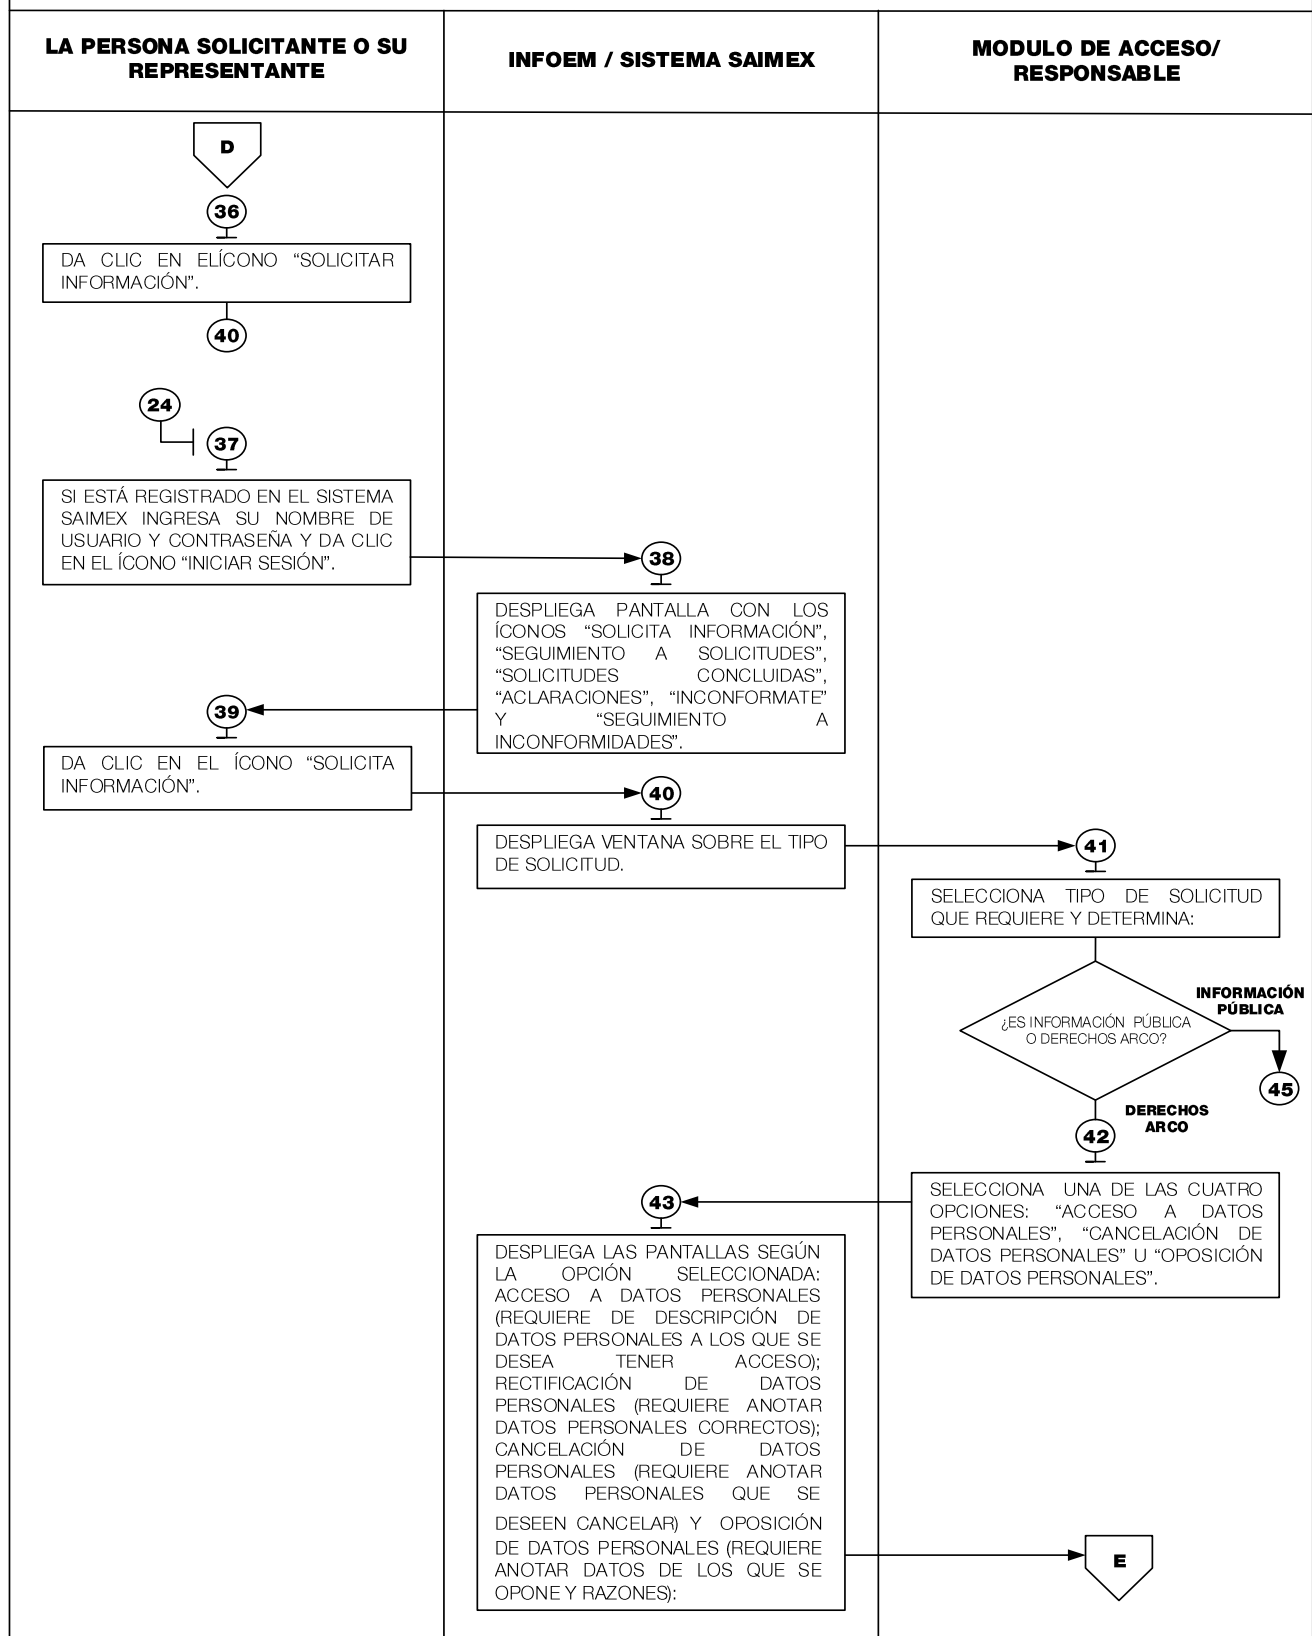 LA PERSONA SOLICITANTE O SU
REPRESENTANTE
INFOEM / SISTEMA SAIMEX
MODULO DE ACCESO/
RESPONSABLE
D
36
DA CLIC EN ELÍCONO “SOLICITAR
INFORMACIÓN”.
40
24
37
SI ESTÁ REGISTRADO EN EL SISTEMA
SAIMEX INGRESA SU NOMBRE DE
USUARIO Y CONTRASEÑA Y DA CLIC
EN EL ÍCONO “INICIAR SESIÓN”.
38
DESPLIEGA PANTALLA CON LOS
ÍCONOS “SOLICITA INFORMACIÓN”,
“SEGUIMIENTO A SOLICITUDES”,
“SOLICITUDES CONCLUIDAS”,
“ACLARACIONES”, “INCONFORMATE”
Y “SEGUIMIENTO A
INCONFORMIDADES”.
39
DA CLIC EN EL ÍCONO “SOLICITA
INFORMACIÓN”.
40
DESPLIEGA VENTANA SOBRE EL TIPO
DE SOLICITUD.
41
SELECCIONA TIPO DE SOLICITUD
QUE REQUIERE Y DETERMINA:
¿ES INFORMACIÓN PÚBLICA
O DERECHOS ARCO?
INFORMACIÓN
PÚBLICA
45
DERECHOS
ARCO
42
SELECCIONA UNA DE LAS CUATRO
OPCIONES: “ACCESO A DATOS
PERSONALES”, “CANCELACIÓN DE
DATOS PERSONALES” U “OPOSICIÓN
DE DATOS PERSONALES”.
43
DESPLIEGA LAS PANTALLAS SEGÚN
LA OPCIÓN SELECCIONADA:
ACCESO A DATOS PERSONALES
(REQUIERE DE DESCRIPCIÓN DE
DATOS PERSONALES A LOS QUE SE
DESEA TENER ACCESO);
RECTIFICACIÓN DE DATOS
PERSONALES (REQUIERE ANOTAR
DATOS PERSONALES CORRECTOS);
CANCELACIÓN DE DATOS
PERSONALES (REQUIERE ANOTAR
DATOS PERSONALES QUE SE
DESEEN CANCELAR) Y OPOSICIÓN
DE DATOS PERSONALES (REQUIERE
ANOTAR DATOS DE LOS QUE SE
OPONE Y RAZONES):
E